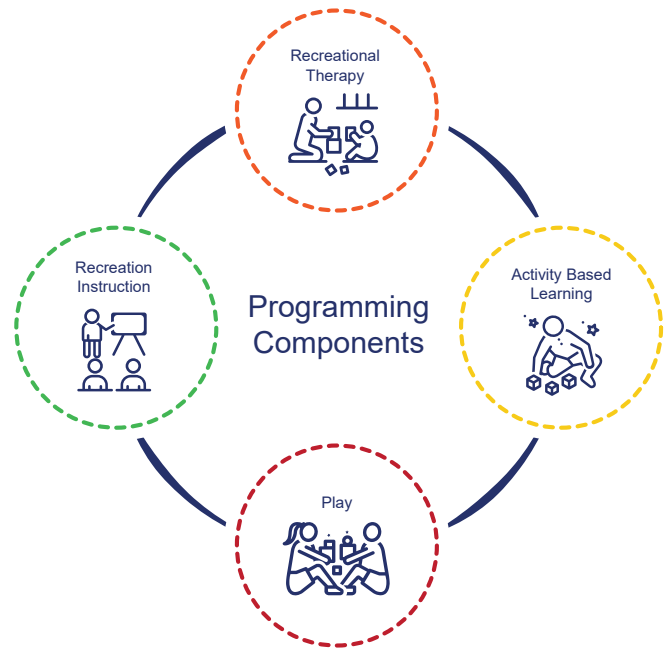 Recreational
Therapy
Recreation
Instruction
Programming
Components
Activity Based
Learning
Play